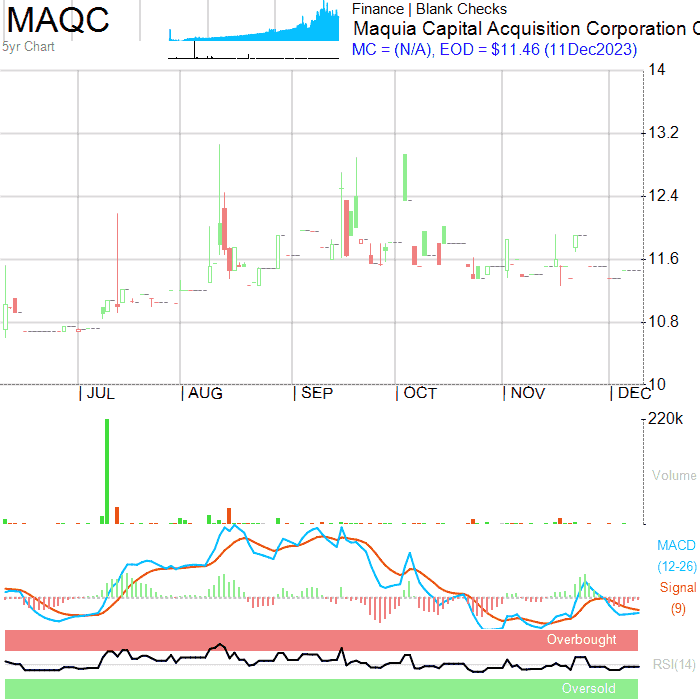 MAQC
5yr Chart
Finance | Blank Checks
Maquia Capital Acquisition Corporation C
MC = (N/A), EOD = $11.46 (11Dec2023)
14
13.2
12.4
11.6
10.8
10
| JUL | AUG | SEP | OCT | NOV | DEC
220k
Volume
MACD
(12-26)
Signal
(9)
Overbought
RSI(14)
Oversold